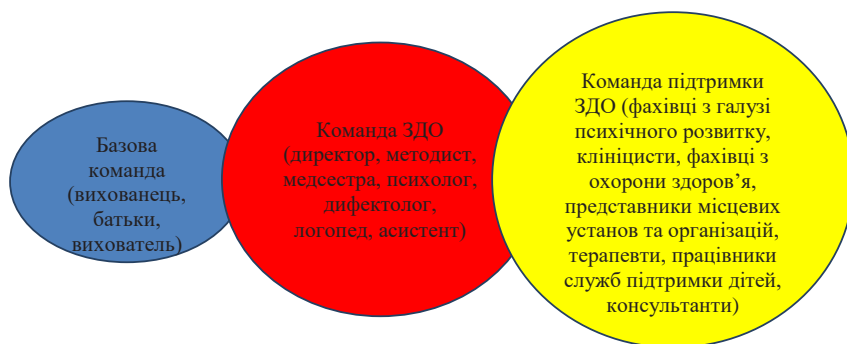 Базова
команда
(вихованець,
батьки,
вихователь)
Команда ЗДО
(директор, методист,
медсестра, психолог,
дифектолог,
логопед, асистент)
Команда підтримки
ЗДО (фахівці з галузі
психічного розвитку,
клініцисти, фахівці з
охорони здоров’я,
представники місцевих
установ та організацій,
терапевти, працівники
служб підтримки дітей,
консультанти)